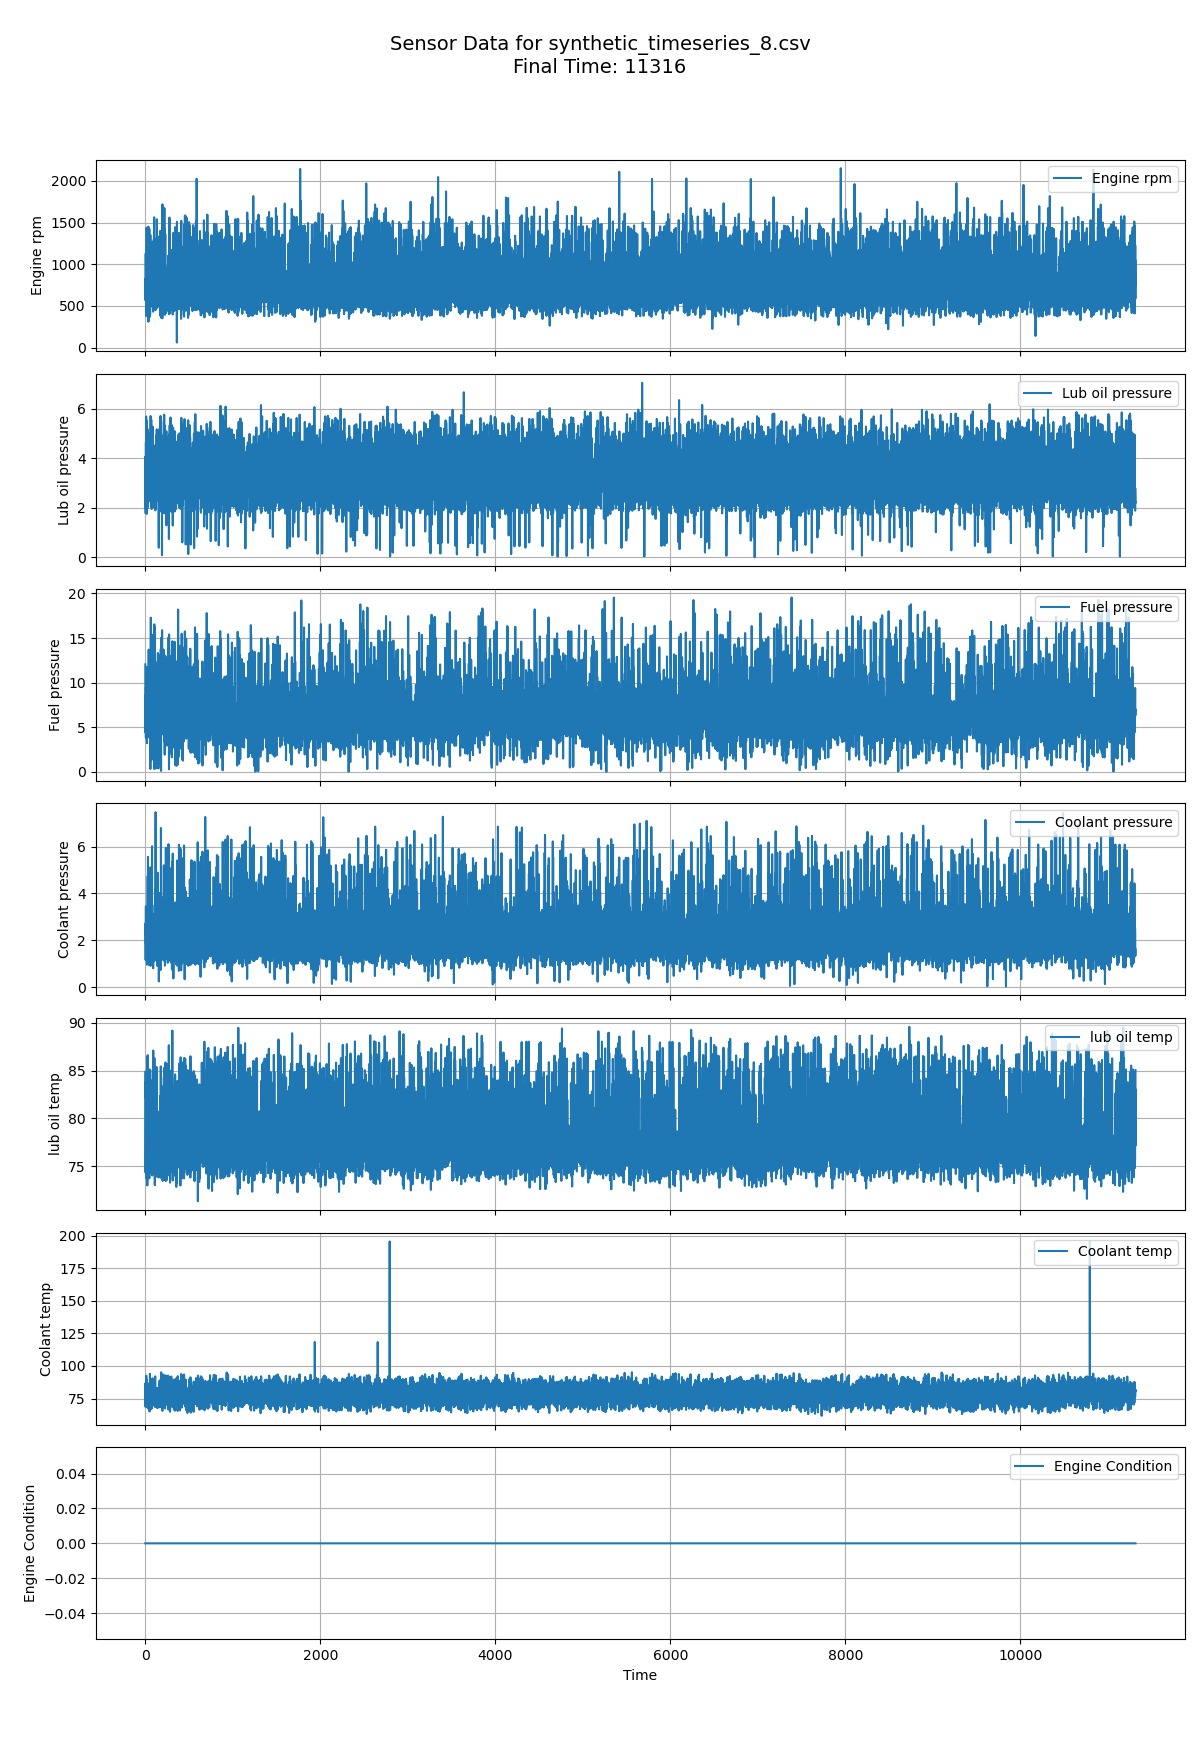 Sensor Data for synthetic_timeseries_8.csv
Final Time: 11316
Engine rpm
2000
1500
1000
500
0
Engine rpm
Lub oil pressure
6
4
2
0
Lub oil pressure
Fuel pressure
20
15
10
5
0
Fuel pressure
Coolant pressure
6
4
2
0
Coolant pressure
lub oil temp
90
85
80
75
lub oil temp
Coolant temp
200
175
150
125
100
75
Coolant temp
Engine Condition
0.04
0.02
0.00
−0.02
−0.04
Engine Condition
0 2000 4000 6000 8000 10000
Time